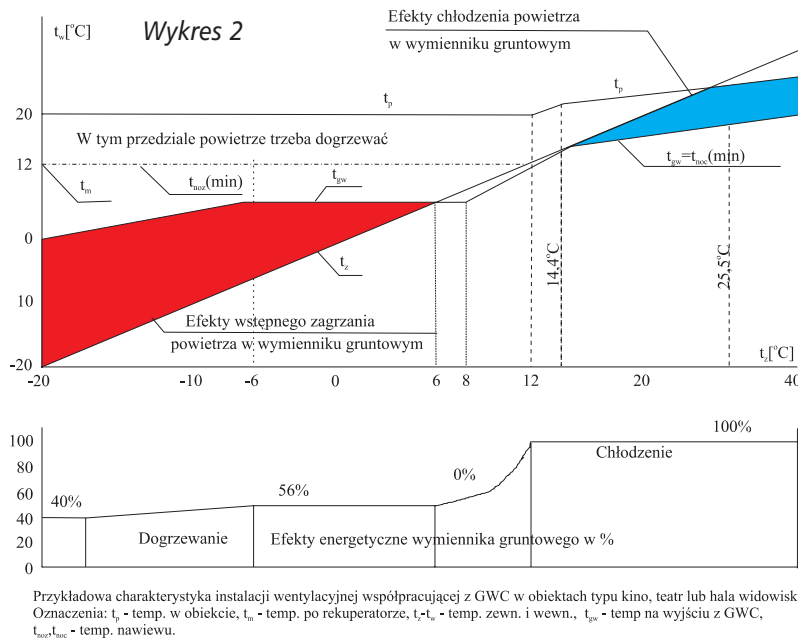 t_w[°C]
Wykres 2
Efekty chłodzenia powietrza
w wymienniku gruntowym
t_p
t_p
20
W tym przedziale powietrze trzeba dogrzewać
12
t_m
t_noz(min)
t_gw
t_gw=t_noc(min)
0
t_z
14.4°C
25,5°C
10
Efekty wstępnego zagrzania
powietrza w wymienniku gruntowym
-20
t_z[°C]
-20 -10 -6 0 6 8 12 20 40
100
80
60
40
20
0
100%
Chłodzenie
0%
56%
40%
Dogrzewanie
Efekty energetyczne wymiennika gruntowego w %
Przykładowa charakterystyka instalacji wentylacyjnej współpracującej z GWC w obiektach typu kino, teatr lub hala widowisk
Oznaczenia: t_p - temp. w obiekcie, t_m - temp. po rekuperatorze, t_z-t_w - temp. zewn. i wewn., t_gw - temp na wyjściu z GWC,
t_noz,t_noc - temp. nawiewu.